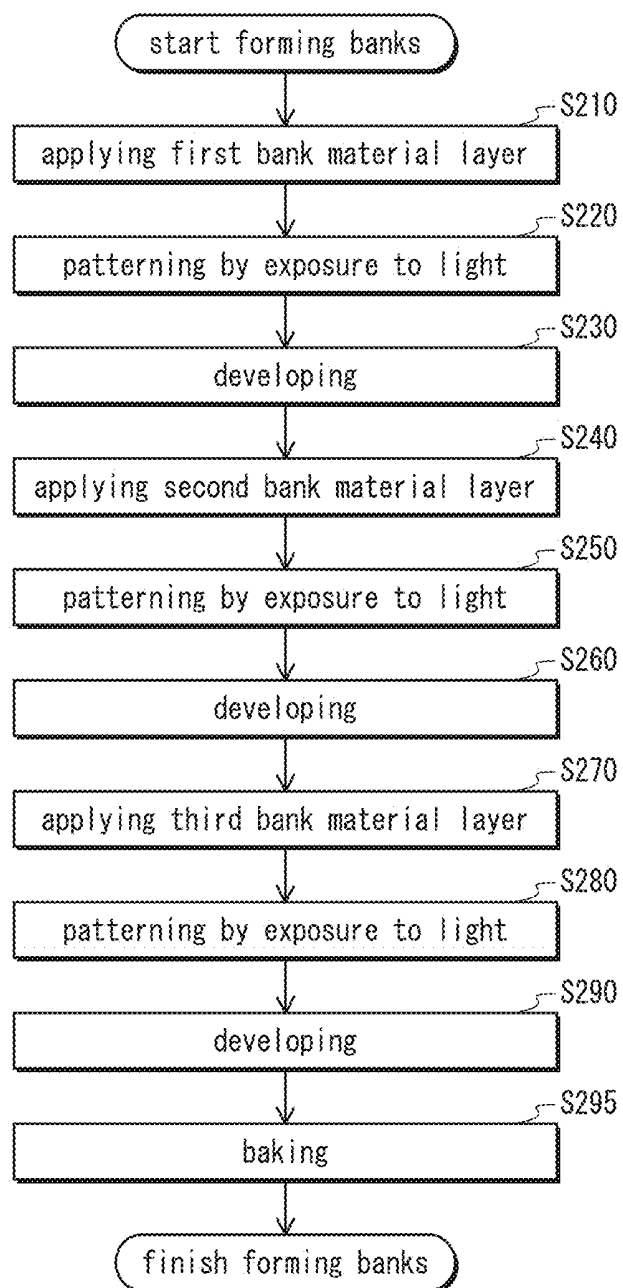 start forming banks
S210
applying first bank material layer
S220
patterning by exposure to light
S230
developing
S240
applying second bank material layer
S250
patterning by exposure to light
S260
developing
S270
applying third bank material layer
S280
patterning by exposure to light
S290
developing
S295
baking
finish forming banks